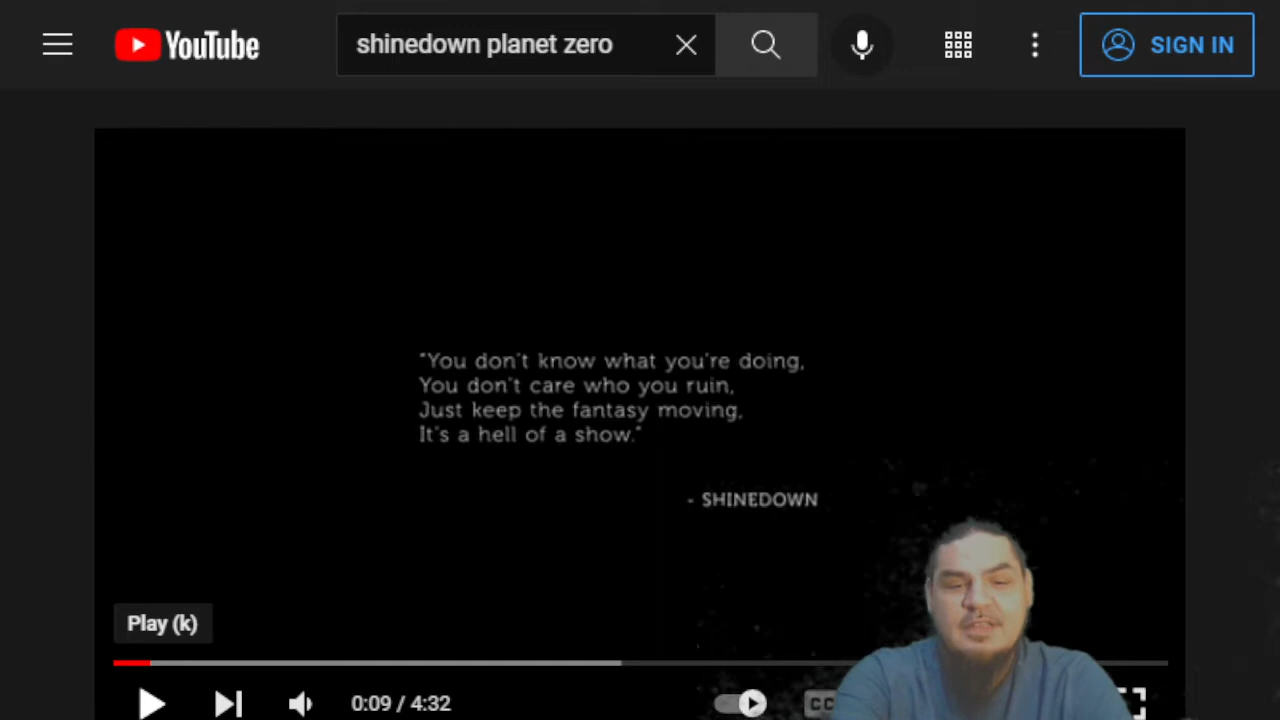 YouTube
shinedown planet zero
SIGN IN
"You don't know what you're doing,
You don't care who you ruin,
Just keep the fantasy moving,
It's a hell of a show."
- SHINEDOWN
Play (k)
0:09 / 4:32
CC